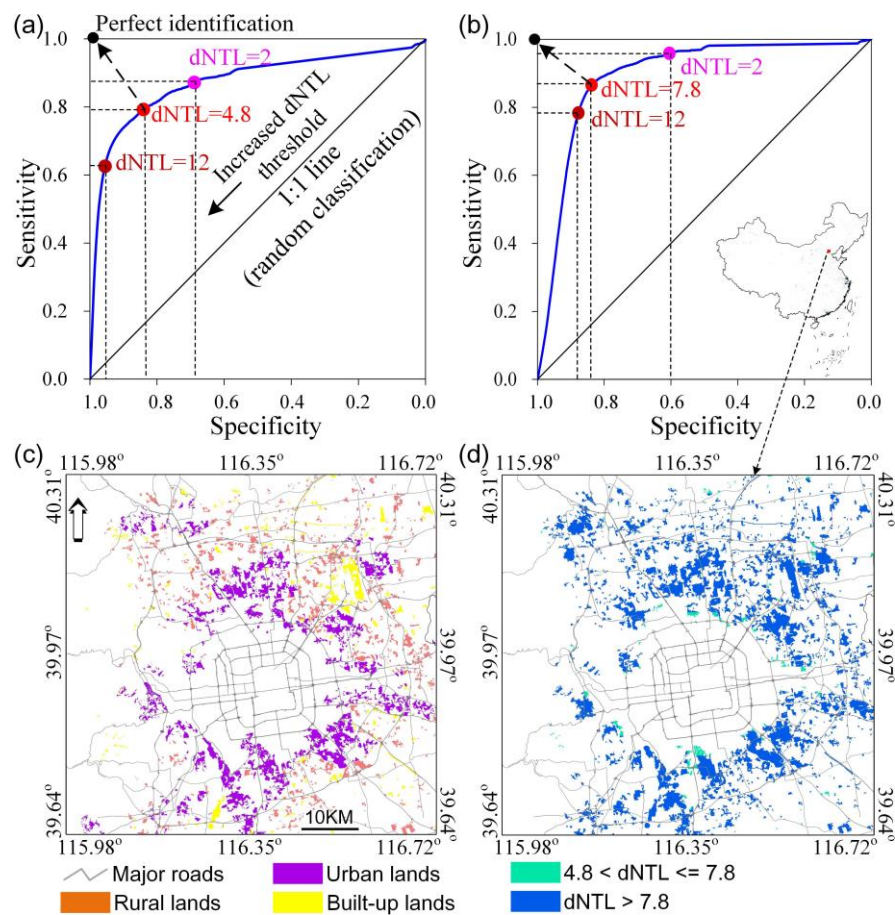 (a)
Perfect identification
1.0
0.8
0.6
0.4
0.2
0.0
Sensitivity
dNTL=2
dNTL=4.8
dNTL=12
Increased dNTL
threshold
1:1 line
(random classification)
1.0
0.8
0.6
0.4
0.2
0.0
Specificity
(b)
1.0
0.8
0.6
0.4
0.2
0.0
Sensitivity
dNTL=2
dNTL=7.8
dNTL=12
1.0
0.8
0.6
0.4
0.2
0.0
Specificity
(c)
115.98°
116.35°
116.72°
40.31°
40.31°
39.97°
39.97°
39.64°
39.64°
10KM
115.98°
116.35°
116.72°
(d)
115.98°
116.35°
116.72°
40.31°
40.31°
39.97°
39.97°
39.64°
39.64°
115.98°
116.35°
116.72°
Major roads
Urban lands
4.8 < dNTL <= 7.8
Rural lands
Built-up lands
dNTL > 7.8